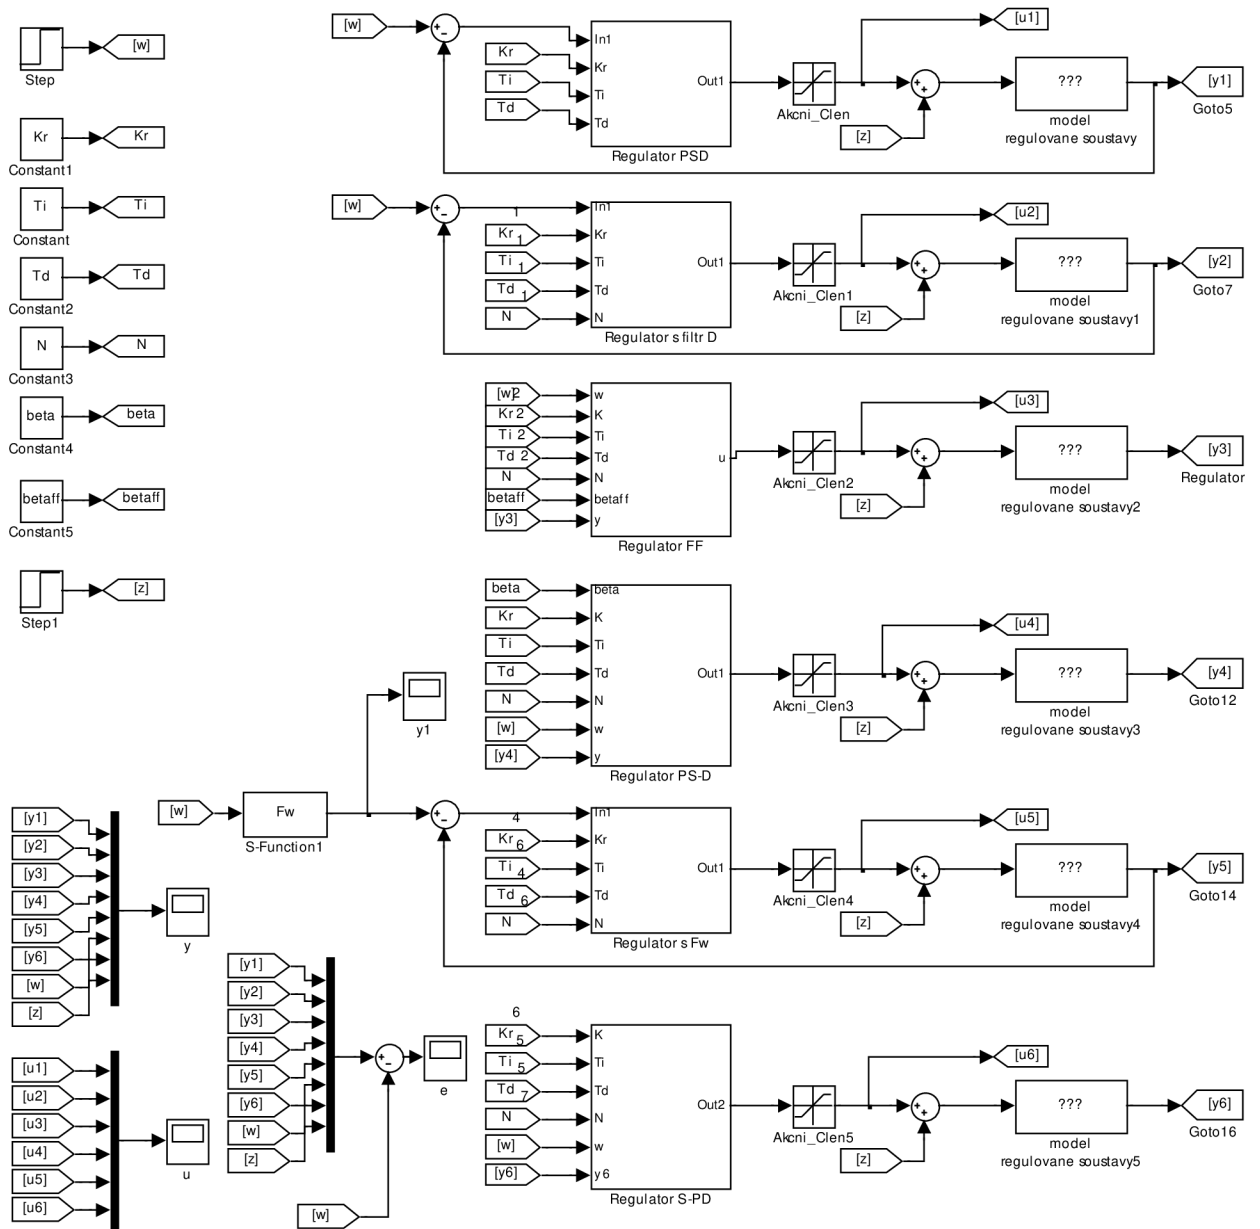 Step
[w]
Kr
Constant1
Kr
Ti
Constant
Ti
Td
Constant2
Td
N
Constant3
N
beta
Constant4
beta
betaff
Constant5
betaff
Step1
[z]
[w]
+
-
Kr
Ti
Td
In1
Kr
Ti
Td
Out1
Regulator PSD
Akcni_Clen
[u1]
[z]
+
+
???
model
regulovane soustavy
[y1]
Goto5
[w]
+
-
1
Kr 1
Ti 1
Td 1
N
In1
Kr
Ti
Td
N
Out1
Regulator s filtr D
Akcni_Clen1
[u2]
[z]
+
+
???
model
regulovane soustavy1
[y2]
Goto7
[w]2
Kr 2
Ti 2
Td 2
N
betaff
[y3]
w
K
Ti
Td
N
betaff
y
u
Regulator FF
Akcni_Clen2
[u3]
[z]
+
+
???
model
regulovane soustavy2
[y3]
Regulator
beta
Kr
Ti
Td
N
[w]
[y4]
beta
K
Ti
Td
N
w
y
Out1
Regulator PS-D
Akcni_Clen3
[u4]
[z]
+
+
???
model
regulovane soustavy3
[y4]
Goto12
y1
[w]
Fw
S-Function1
+
-
4
Kr 6
Ti 4
Td 6
N
In1
Kr
Ti
Td
N
Out1
Regulator s Fw
Akcni_Clen4
[u5]
[z]
+
+
???
model
regulovane soustavy4
[y5]
Goto14
[y1]
[y2]
[y3]
[y4]
[y5]
[y6]
[w]
[z]
y
[y1]
[y2]
[y3]
[y4]
[y5]
[y6]
[w]
[z]
+
-
[w]
e
[u1]
[u2]
[u3]
[u4]
[u5]
[u6]
u
6
Kr 5
Ti 5
Td 7
N
[w]
[y6]
K
Ti
Td
N
w
y6
Out2
Regulator S-PD
Akcni_Clen5
[u6]
[z]
+
+
???
model
regulovane soustavy5
[y6]
Goto16